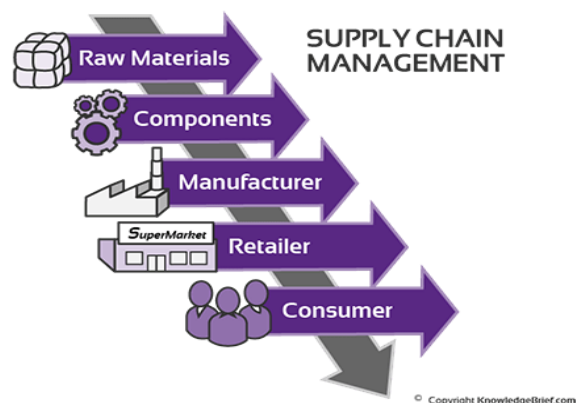 SUPPLY CHAIN
MANAGEMENT
Raw Materials
Components
Manufacturer
SuperMarket
Retailer
Consumer
© Copyright KnowledgeBrief.com